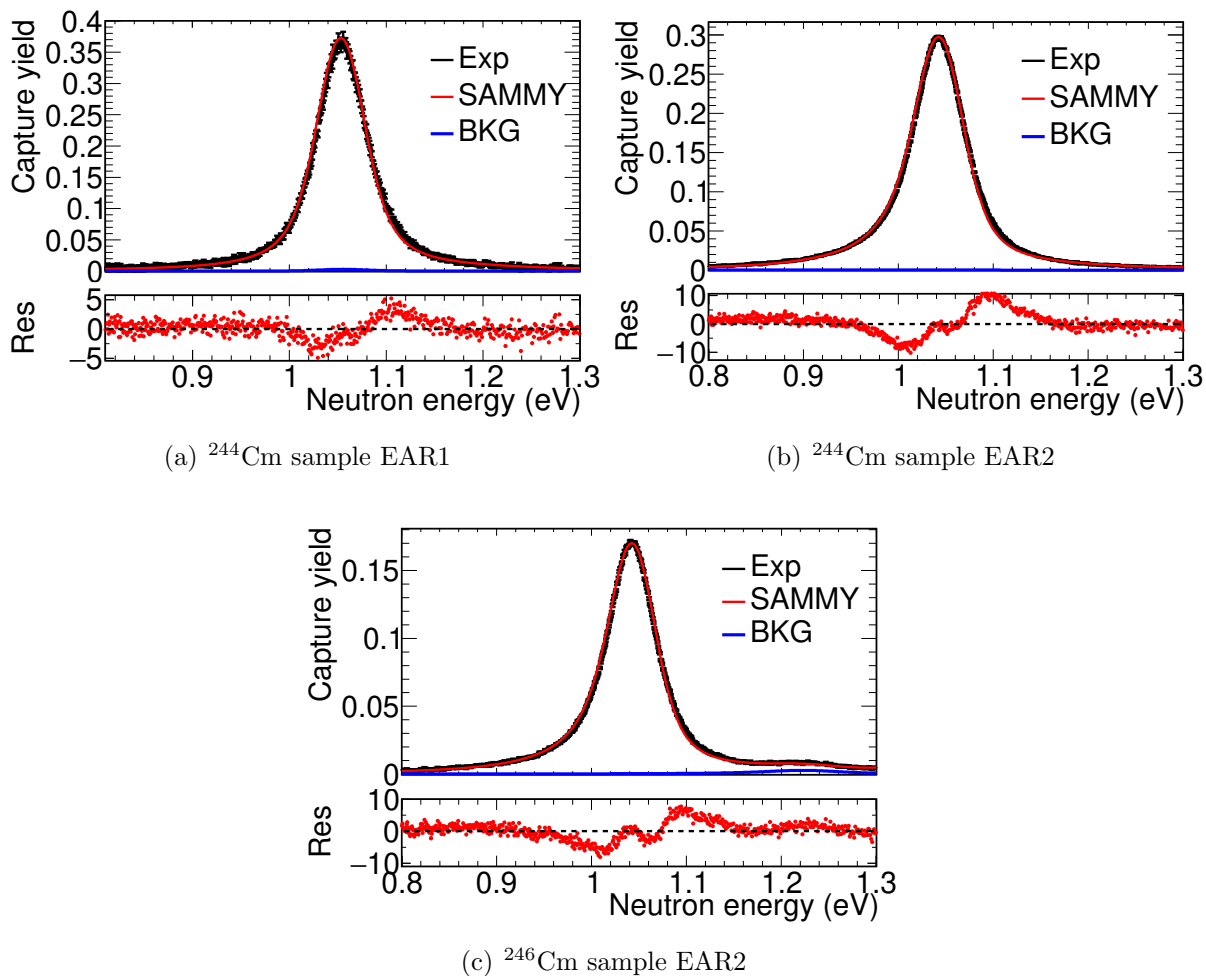 0.4
0.35
0.3
0.25
0.2
0.15
0.1
0.05
0
Capture yield
Exp
SAMMY
BKG
5
0
−5
Res
0.9 1 1.1 1.2 1.3
Neutron energy (eV)
(a) ²⁴⁴Cm sample EAR1
0.3
0.25
0.2
0.15
0.1
0.05
0
Capture yield
Exp
SAMMY
BKG
10
0
−10
Res
0.8 0.9 1 1.1 1.2 1.3
Neutron energy (eV)
(b) ²⁴⁴Cm sample EAR2
0.15
0.1
0.05
0
Capture yield
Exp
SAMMY
BKG
10
0
−10
Res
0.8 0.9 1 1.1 1.2 1.3
Neutron energy (eV)
(c) ²⁴⁶Cm sample EAR2